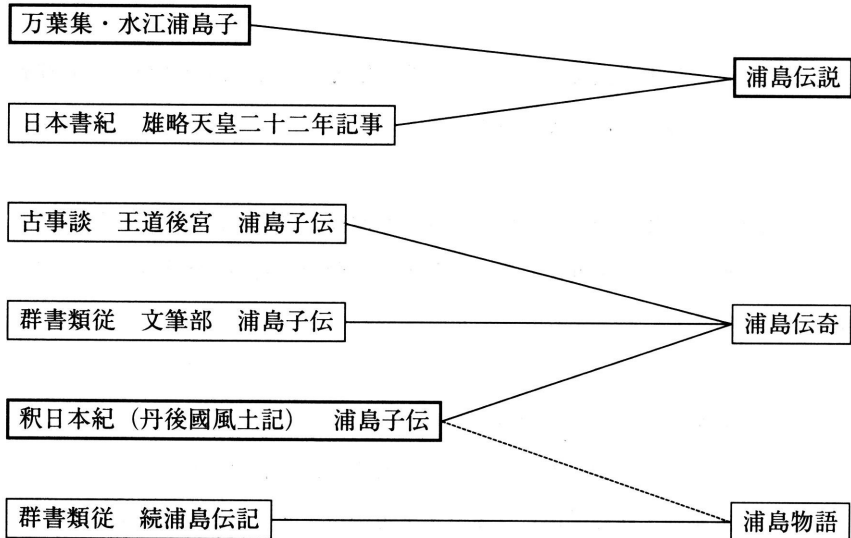 万葉集・水江浦島子
浦島伝説
日本書紀　雄略天皇二十二年記事
古事談　王道後宮　浦島子伝
群書類従　文筆部　浦島子伝
浦島伝奇
釈日本紀（丹後國風土記）　浦島子伝
群書類従　続浦島伝記
浦島物語